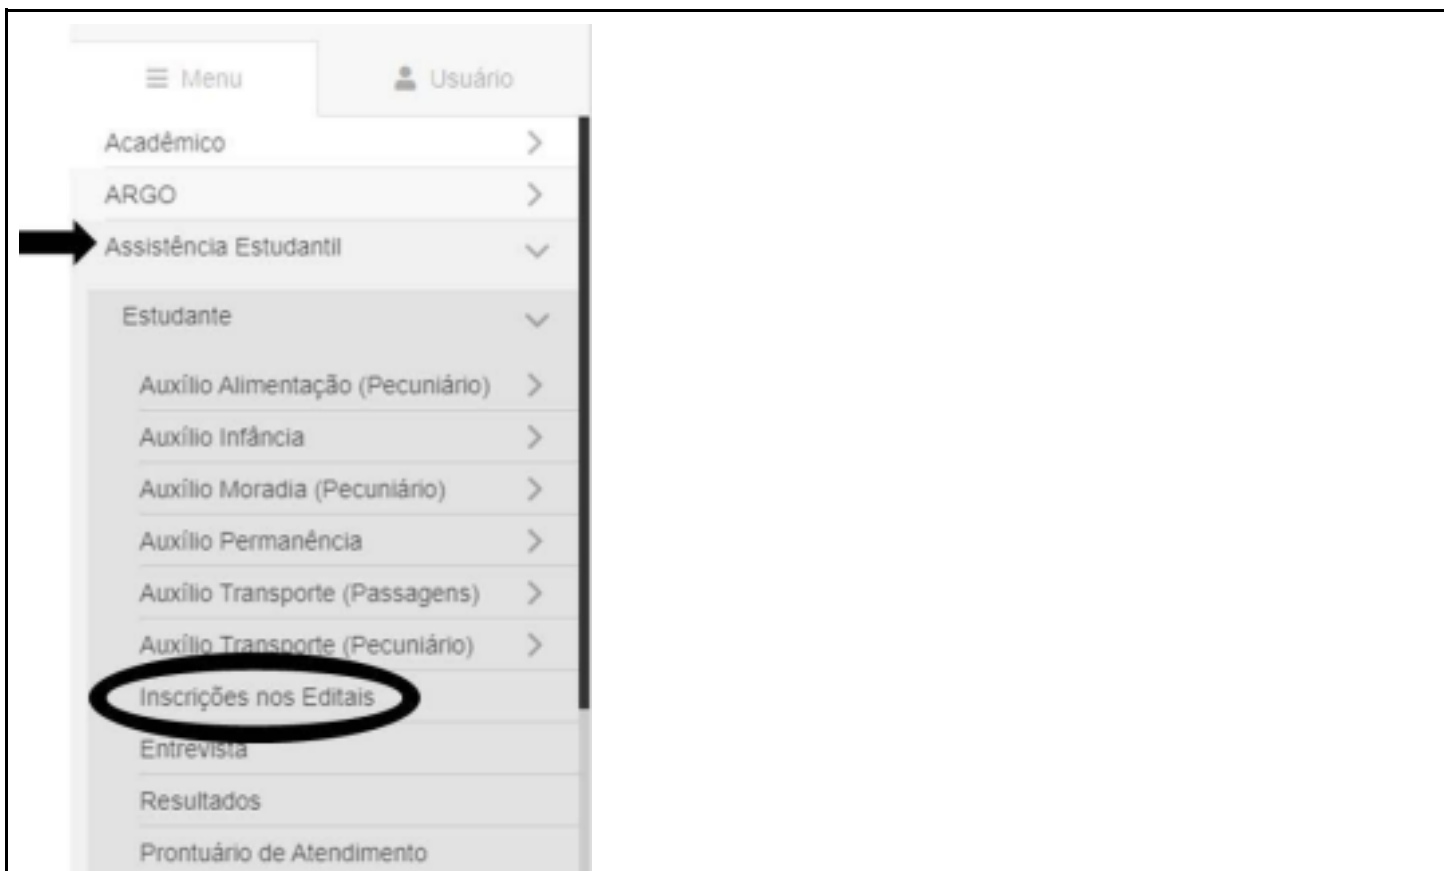 Menu
Usuário
Acadêmico
ARGO
Assistência Estudantil
Estudante
Auxílio Alimentação (Pecuniário)
Auxílio Infância
Auxílio Moradia (Pecuniário)
Auxílio Permanência
Auxílio Transporte (Passagens)
Auxílio Transporte (Pecuniário)
Inscrições nos Editais
Entrevista
Resultados
Prontuário de Atendimento